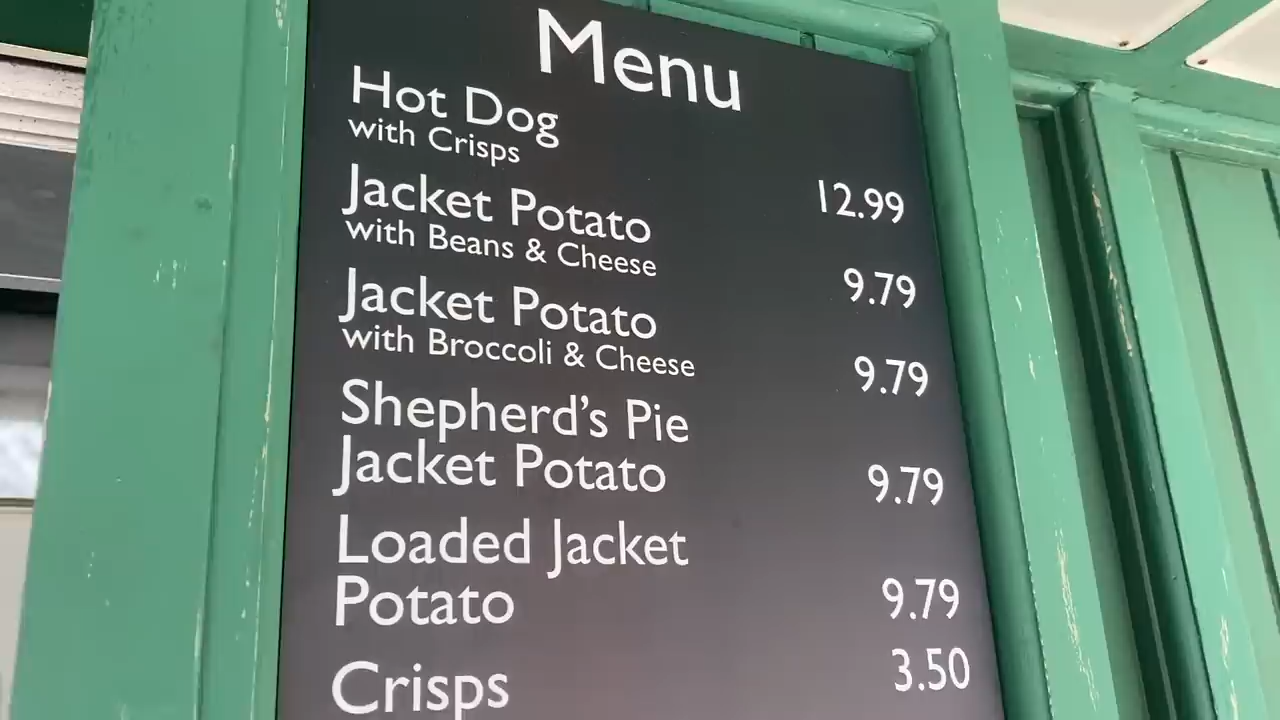 Menu
Hot Dog
with Crisps
12.99
Jacket Potato
with Beans & Cheese
9.79
Jacket Potato
with Broccoli & Cheese
9.79
Shepherd's Pie
Jacket Potato
9.79
Loaded Jacket
Potato
9.79
Crisps
3.50